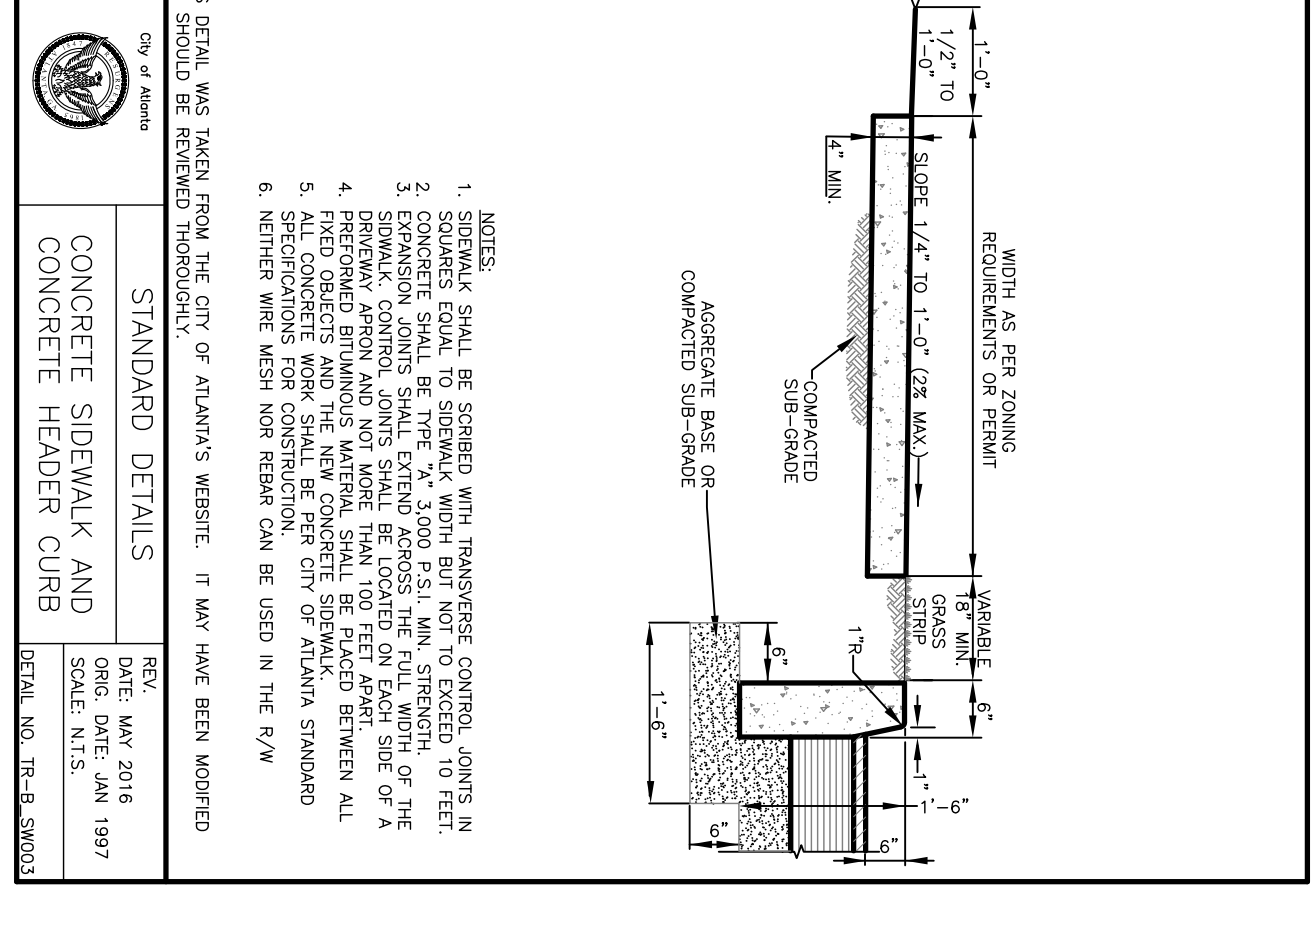 1'-0"
1/2" TO
1'-0"
WIDTH AS PER ZONING
REQUIREMENTS OR PERMIT
SLOPE 1/4" TO 1'-0" (2% MAX.)
4" MIN.
COMPACTED
SUB-GRADE
VARIABLE
18" MIN.
GRASS
STRIP
6"
1"R
1"
6"
1'-6"
6"
AGGREGATE BASE OR
COMPACTED SUB-GRADE
1'-6"
6"
NOTES:
1. SIDEWALK SHALL BE SCRIBED WITH TRANSVERSE CONTROL JOINTS IN
SQUARES EQUAL TO SIDEWALK WIDTH BUT NOT TO EXCEED 10 FEET.
2. CONCRETE SHALL BE TYPE "A" 3,000 P.S.I. MIN. STRENGTH.
3. EXPANSION JOINTS SHALL EXTEND ACROSS THE FULL WIDTH OF THE
SIDWALK. CONTROL JOINTS SHALL BE LOCATED ON EACH SIDE OF A
DRIVEWAY APRON AND NOT MORE THAN 100 FEET APART.
4. PREFORMED BITUMINOUS MATERIAL SHALL BE PLACED BETWEEN ALL
FIXED OBJECTS AND THE NEW CONCRETE SIDEWALK.
5. ALL CONCRETE WORK SHALL BE PER CITY OF ATLANTA STANDARD
SPECIFICATIONS FOR CONSTRUCTION.
6. NEITHER WIRE MESH NOR REBAR CAN BE USED IN THE R/W
DETAIL WAS TAKEN FROM THE CITY OF ATLANTA'S WEBSITE. IT MAY HAVE BEEN MODIFIED
SHOULD BE REVIEWED THOROUGHLY.
City of Atlanta
STANDARD DETAILS
CONCRETE SIDEWALK AND
CONCRETE HEADER CURB
REV.
DATE: MAY 2016
ORIG. DATE: JAN 1997
SCALE: N.T.S.
DETAIL NO. TR-B_SW003